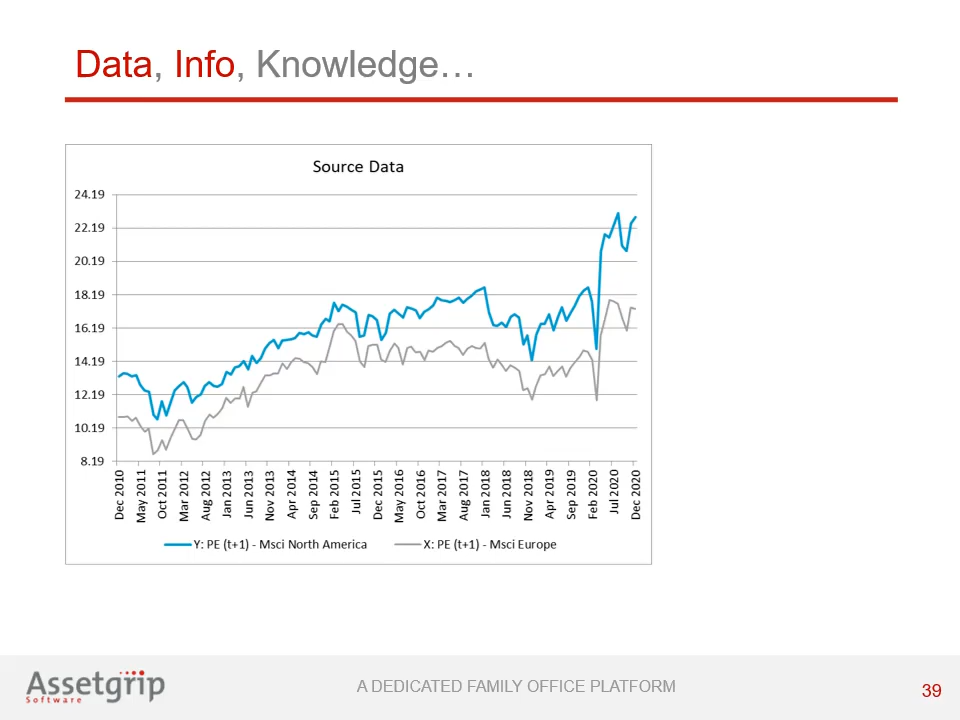 Data, Info, Knowledge…
Source Data
24.19
22.19
20.19
18.19
16.19
14.19
12.19
10.19
8.19
Dec 2010
May 2011
Oct 2011
Mar 2012
Aug 2012
Jan 2013
Jun 2013
Nov 2013
Apr 2014
Sep 2014
Feb 2015
Jul 2015
Dec 2015
May 2016
Oct 2016
Mar 2017
Aug 2017
Jan 2018
Jun 2018
Nov 2018
Apr 2019
Sep 2019
Feb 2020
Jul 2020
Dec 2020
Y: PE (t+1) - Msci North America
X: PE (t+1) - Msci Europe
Assetgrip
Software
A DEDICATED FAMILY OFFICE PLATFORM
39